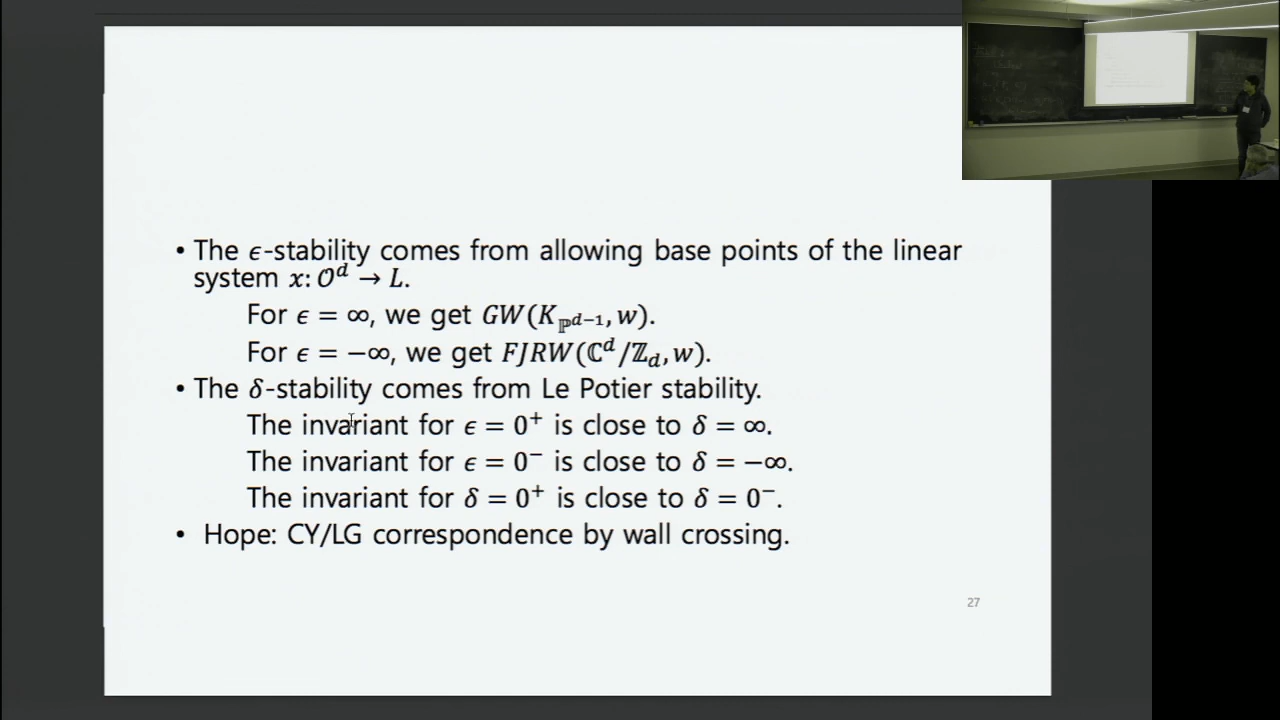 • The ϵ-stability comes from allowing base points of the linear
system x: 𝒪ᵈ → L.
For ϵ = ∞, we get GW(K_{ℙ^{d−1}}, w).
For ϵ = −∞, we get FJRW(ℂᵈ/ℤ_d, w).
• The δ-stability comes from Le Potier stability.
The invariant for ϵ = 0⁺ is close to δ = ∞.
The invariant for ϵ = 0⁻ is close to δ = −∞.
The invariant for δ = 0⁺ is close to δ = 0⁻.
• Hope: CY/LG correspondence by wall crossing.
27